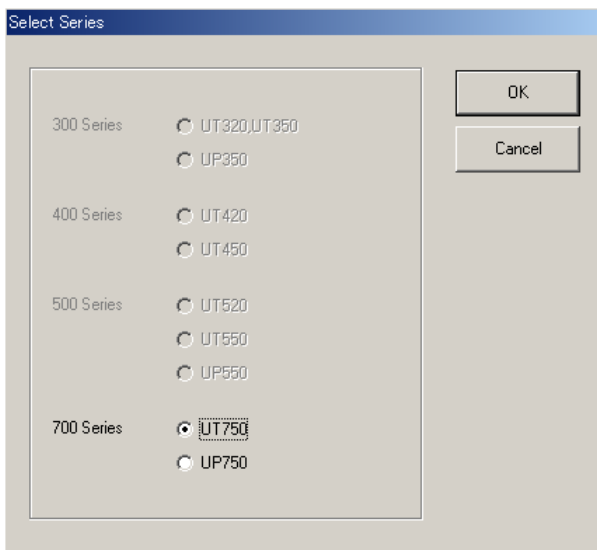 Select Series
OK
Cancel
300 Series UT320,UT350
UP350
400 Series UT420
UT450
500 Series UT520
UT550
UP550
700 Series UT750
UP750